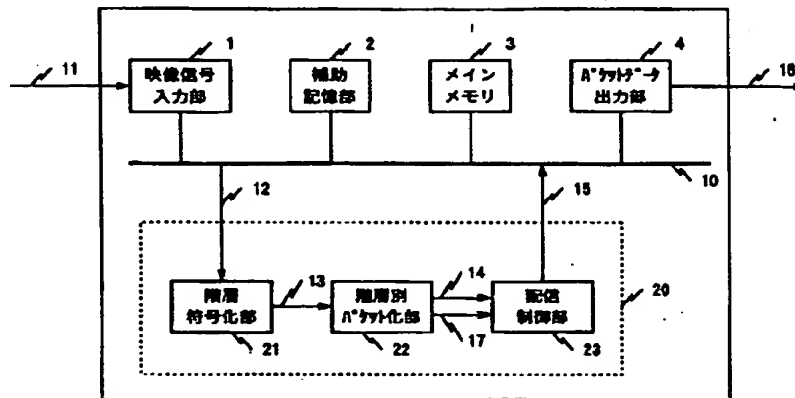 1
2
3
4
11
映像信号
入力部
補助
記憶部
メイン
メモリ
パケットデータ
出力部
16
10
12
15
階層
符号化部
13
階層別
パケット化部
14
17
配信
制御部
20
21
22
23